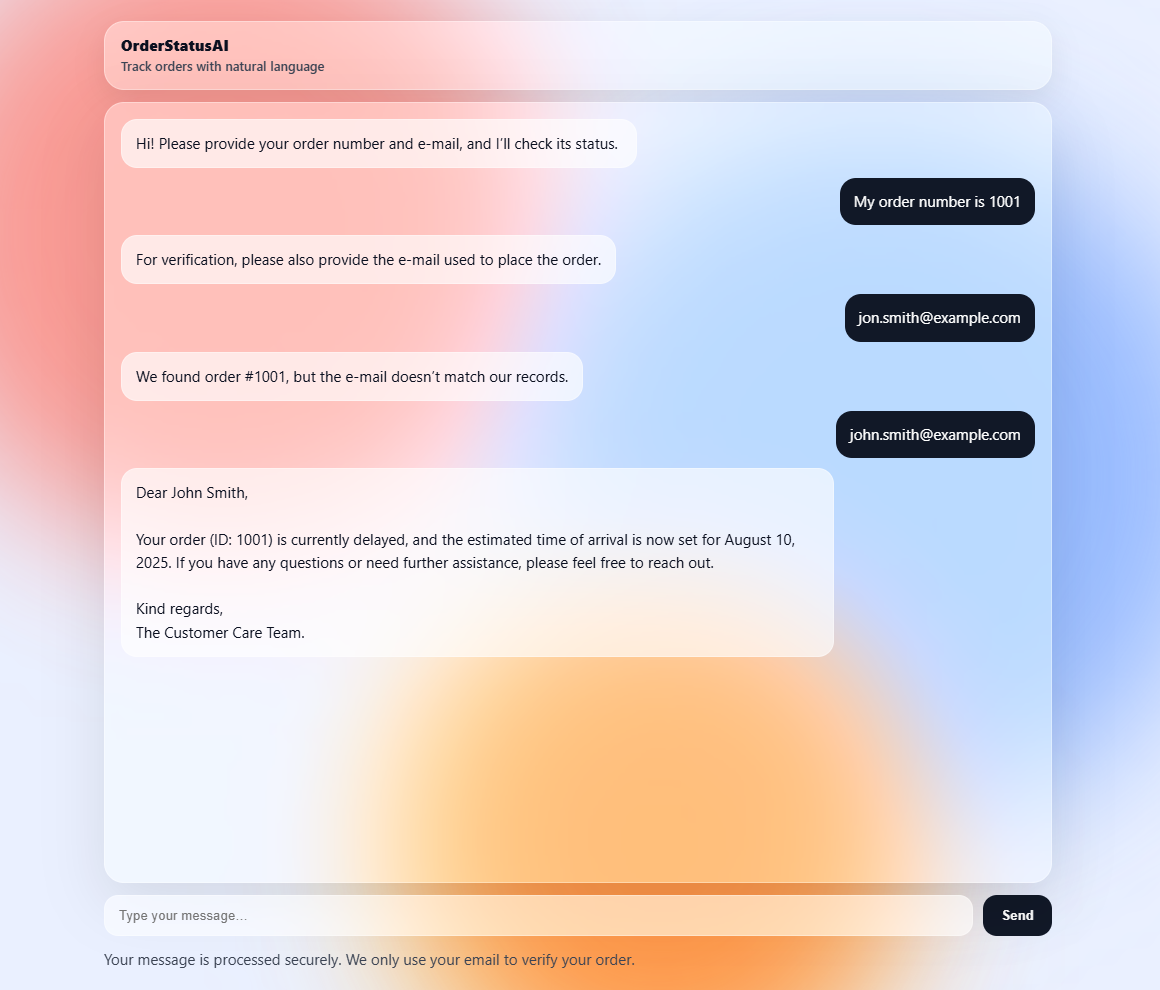 OrderStatusAI
Track orders with natural language
Hi! Please provide your order number and e-mail, and I’ll check its status.
My order number is 1001
For verification, please also provide the e-mail used to place the order.
jon.smith@example.com
We found order #1001, but the e-mail doesn’t match our records.
john.smith@example.com
Dear John Smith,
Your order (ID: 1001) is currently delayed, and the estimated time of arrival is now set for August 10,
2025. If you have any questions or need further assistance, please feel free to reach out.
Kind regards,
The Customer Care Team.
Type your message...
Send
Your message is processed securely. We only use your email to verify your order.